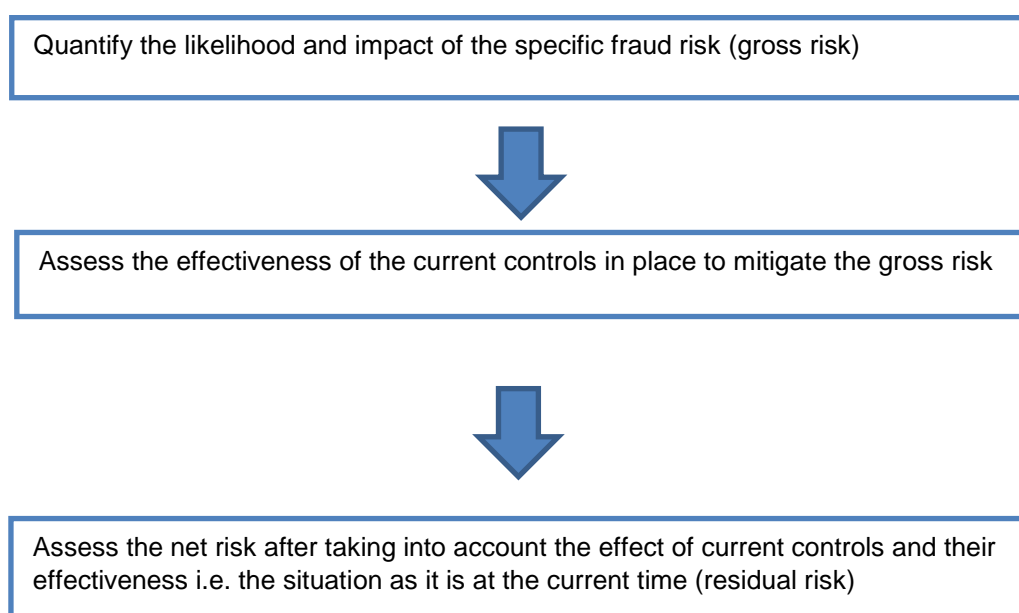 Quantify the likelihood and impact of the specific fraud risk (gross risk)
Assess the effectiveness of the current controls in place to mitigate the gross risk
Assess the net risk after taking into account the effect of current controls and their
effectiveness i.e. the situation as it is at the current time (residual risk)